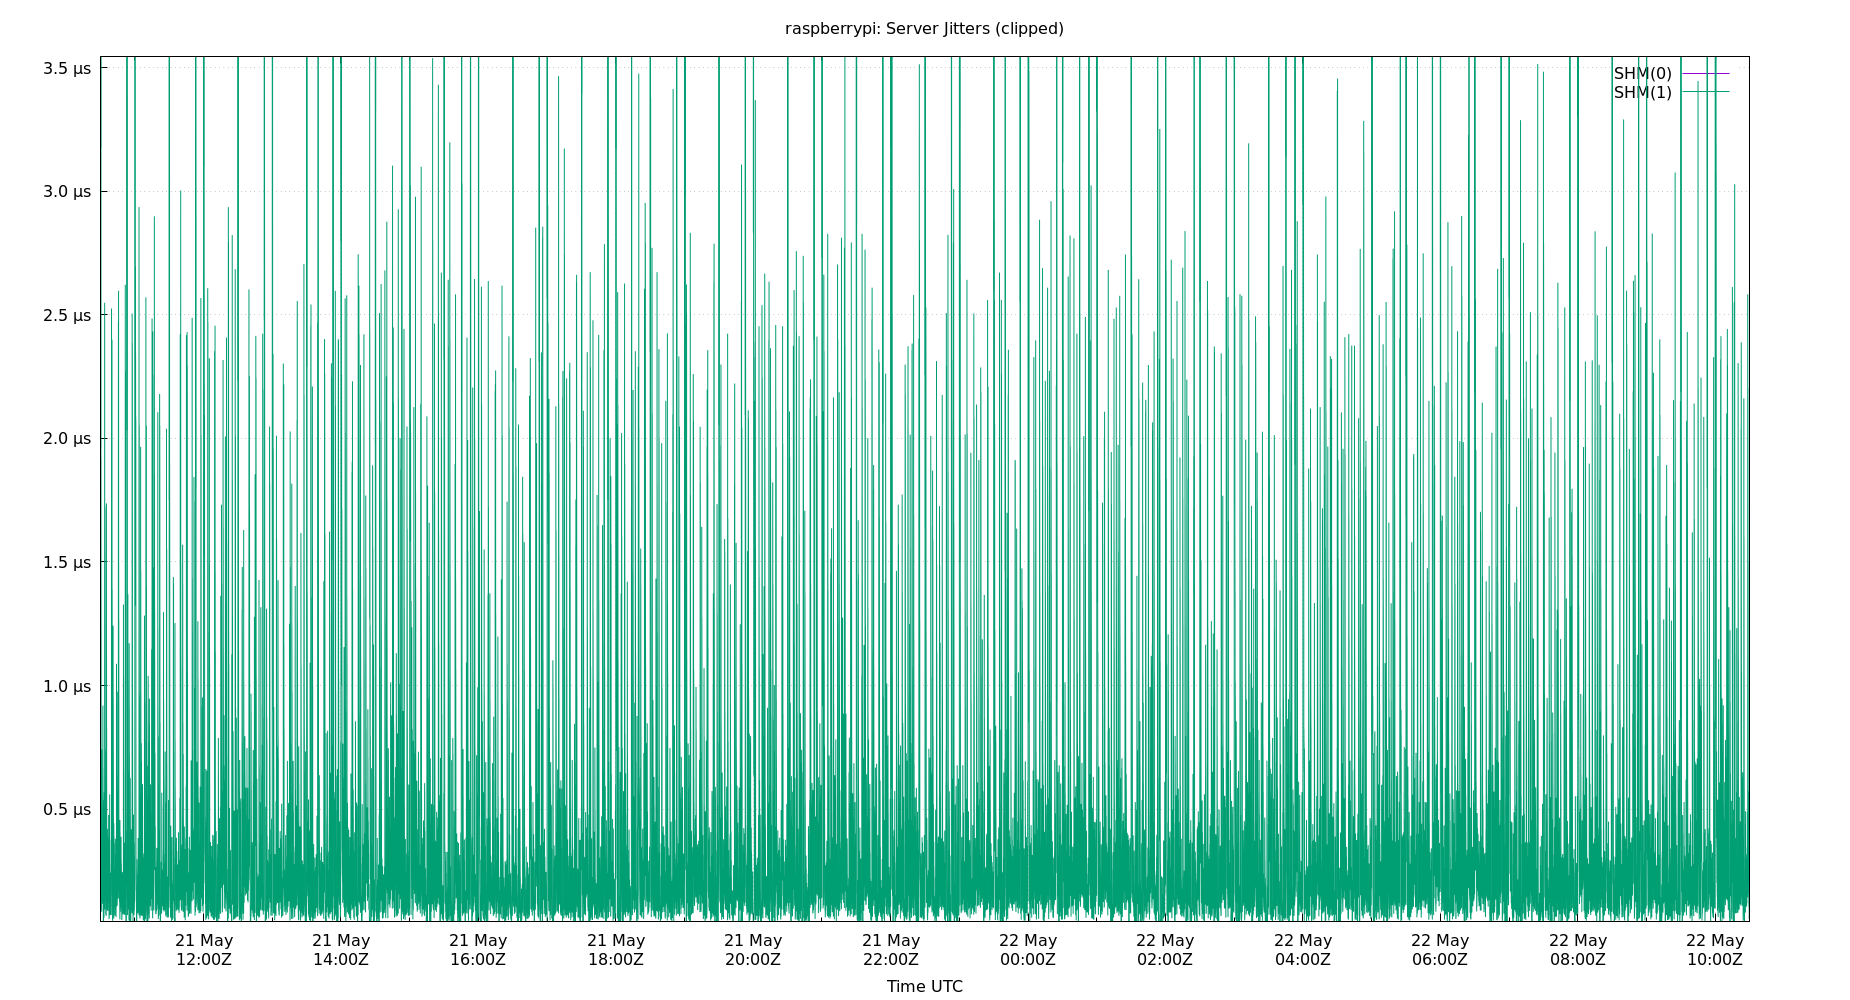 raspberrypi: Server Jitters (clipped)
3.5 µs
SHM(0)
SHM(1)
3.0 µs
2.5 µs
2.0 µs
1.5 µs
1.0 µs
0.5 µs
21 May 21 May 21 May 21 May 21 May 21 May 22 May 22 May 22 May 22 May 22 May 22 May
12:00Z 14:00Z 16:00Z 18:00Z 20:00Z 22:00Z 00:00Z 02:00Z 04:00Z 06:00Z 08:00Z 10:00Z
Time UTC